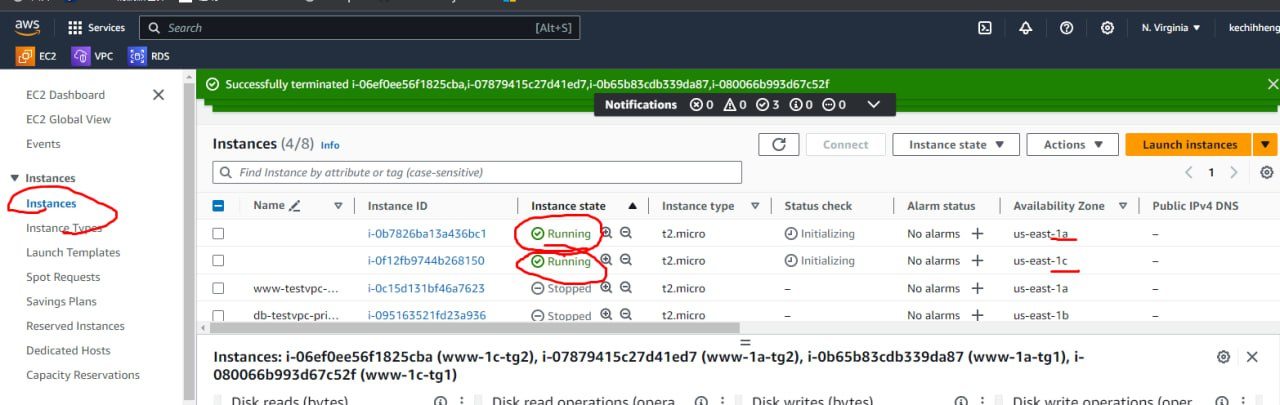 aws
Services
Search
[Alt+S]
N. Virginia
kechihheng
EC2
VPC
RDS
EC2 Dashboard
EC2 Global View
Events
Instances
Instances
Instance Types
Launch Templates
Spot Requests
Savings Plans
Reserved Instances
Dedicated Hosts
Capacity Reservations
Successfully terminated i-06ef0ee56f1825cba,i-07879415c27d41ed7,i-0b65b83cdb339da87,i-080066b993d67c52f
Notifications 0 0 3 0 0
Instances (4/8) Info
Connect
Instance state
Actions
Launch instances
Find Instance by attribute or tag (case-sensitive)
1
Name Instance ID Instance state Instance type Status check Alarm status Availability Zone Public IPv4 DNS
i-0b7826ba13a436bc1 Running t2.micro Initializing No alarms + us-east-1a –
i-0f12fb9744b268150 Running t2.micro Initializing No alarms + us-east-1c –
www-testvpc-... i-0c15d131bf46a7623 Stopped t2.micro – No alarms + us-east-1a –
db-testvpc-pri... i-095163521fd23a936 Stopped t2.micro – No alarms + us-east-1b –
Instances: i-06ef0ee56f1825cba (www-1c-tg2), i-07879415c27d41ed7 (www-1a-tg2), i-0b65b83cdb339da87 (www-1a-tg1), i-
080066b993d67c52f (www-1c-tg1)
Disk reads (bytes)
Disk read operations (opera...
Disk writes (bytes)
Disk write operations (oper...